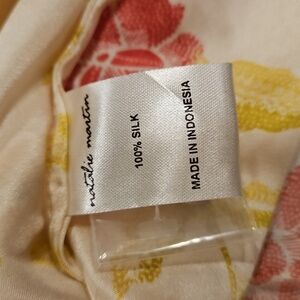 natalie martin
100% SILK
MADE IN INDONESIA